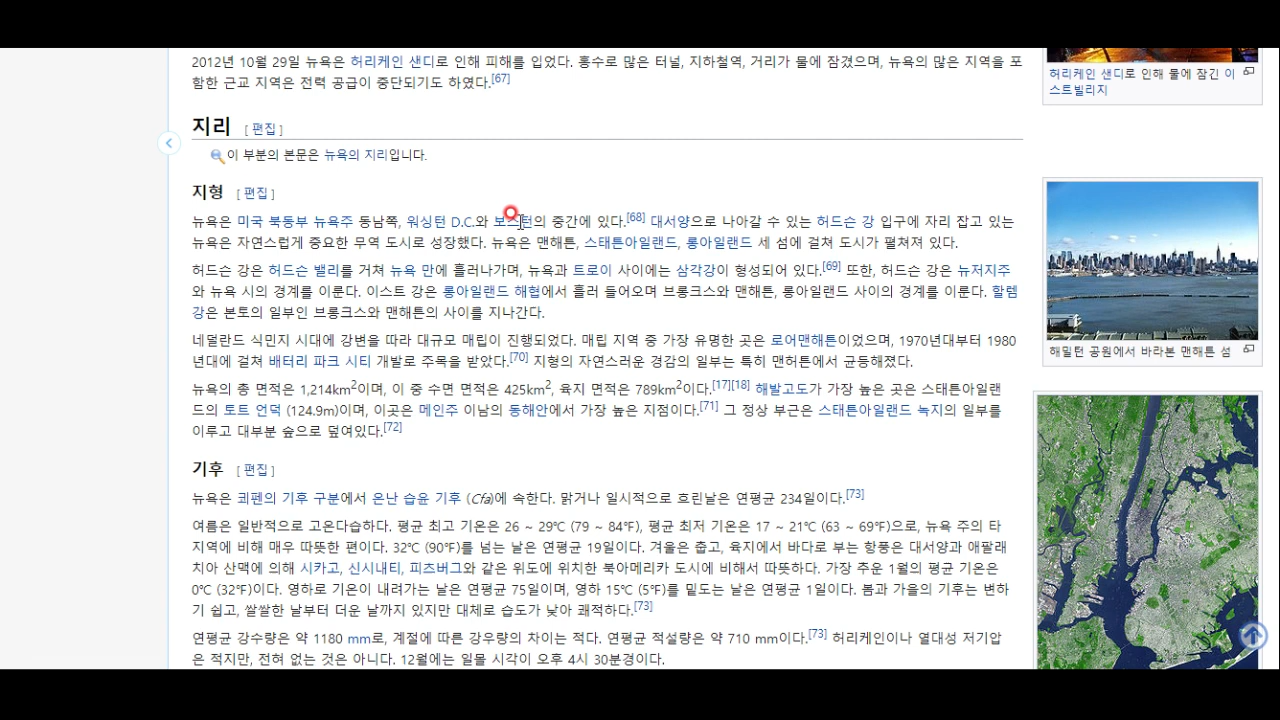 2012년 10월 29일 뉴욕은 허리케인 샌디로 인해 피해를 입었다. 홍수로 많은 터널, 지하철역, 거리가 물에 잠겼으며, 뉴욕의 많은 지역을 포
함한 근교 지역은 전력 공급이 중단되기도 하였다.[67]
허리케인 샌디로 인해 물에 잠긴 이
스트빌리지
지리 [ 편집 ]
이 부분의 본문은 뉴욕의 지리입니다.
지형 [ 편집 ]
뉴욕은 미국 북동부 뉴욕주 동남쪽, 워싱턴 D.C.와 보스턴의 중간에 있다.[68] 대서양으로 나아갈 수 있는 허드슨 강 입구에 자리 잡고 있는
뉴욕은 자연스럽게 중요한 무역 도시로 성장했다. 뉴욕은 맨해튼, 스태튼아일랜드, 롱아일랜드 세 섬에 걸쳐 도시가 펼쳐져 있다.
허드슨 강은 허드슨 밸리를 거쳐 뉴욕 만에 흘러나가며, 뉴욕과 트로이 사이에는 삼각강이 형성되어 있다.[69] 또한, 허드슨 강은 뉴저지주
와 뉴욕 시의 경계를 이룬다. 이스트 강은 롱아일랜드 해협에서 흘러 들어오며 브롱크스와 맨해튼, 롱아일랜드 사이의 경계를 이룬다. 할렘
강은 본토의 일부인 브롱크스와 맨해튼의 사이를 지나간다.
네덜란드 식민지 시대에 강변을 따라 대규모 매립이 진행되었다. 매립 지역 중 가장 유명한 곳은 로어맨해튼이었으며, 1970년대부터 1980
년대에 걸쳐 배터리 파크 시티 개발로 주목을 받았다.[70] 지형의 자연스러운 경감의 일부는 특히 맨허튼에서 균등해졌다.
해밀턴 공원에서 바라본 맨해튼 섬
뉴욕의 총 면적은 1,214km2이며, 이 중 수면 면적은 425km2, 육지 면적은 789km2이다.[17][18] 해발고도가 가장 높은 곳은 스태튼아일랜
드의 토트 언덕 (124.9m)이며, 이곳은 메인주 이남의 동해안에서 가장 높은 지점이다.[71] 그 정상 부근은 스태튼아일랜드 녹지의 일부를
이루고 대부분 숲으로 덮여있다.[72]
기후 [ 편집 ]
뉴욕은 쾨펜의 기후 구분에서 온난 습윤 기후 (Cfa)에 속한다. 맑거나 일시적으로 흐린날은 연평균 234일이다.[73]
여름은 일반적으로 고온다습하다. 평균 최고 기온은 26 ~ 29°C (79 ~ 84°F), 평균 최저 기온은 17 ~ 21°C (63 ~ 69°F)으로, 뉴욕 주의 타
지역에 비해 매우 따뜻한 편이다. 32°C (90°F)를 넘는 날은 연평균 19일이다. 겨울은 춥고, 육지에서 바다로 부는 항풍은 대서양과 애팔래
치아 산맥에 의해 시카고, 신시내티, 피츠버그와 같은 위도에 위치한 북아메리카 도시에 비해서 따뜻하다. 가장 추운 1월의 평균 기온은
0°C (32°F)이다. 영하로 기온이 내려가는 날은 연평균 75일이며, 영하 15°C (5°F)를 밑도는 날은 연평균 1일이다. 봄과 가을의 기후는 변하
기 쉽고, 쌀쌀한 날부터 더운 날까지 있지만 대체로 습도가 낮아 쾌적하다.[73]
연평균 강수량은 약 1180 mm로, 계절에 따른 강우량의 차이는 적다. 연평균 적설량은 약 710 mm이다.[73] 허리케인이나 열대성 저기압
은 적지만, 전혀 없는 것은 아니다. 12월에는 일몰 시각이 오후 4시 30분경이다.